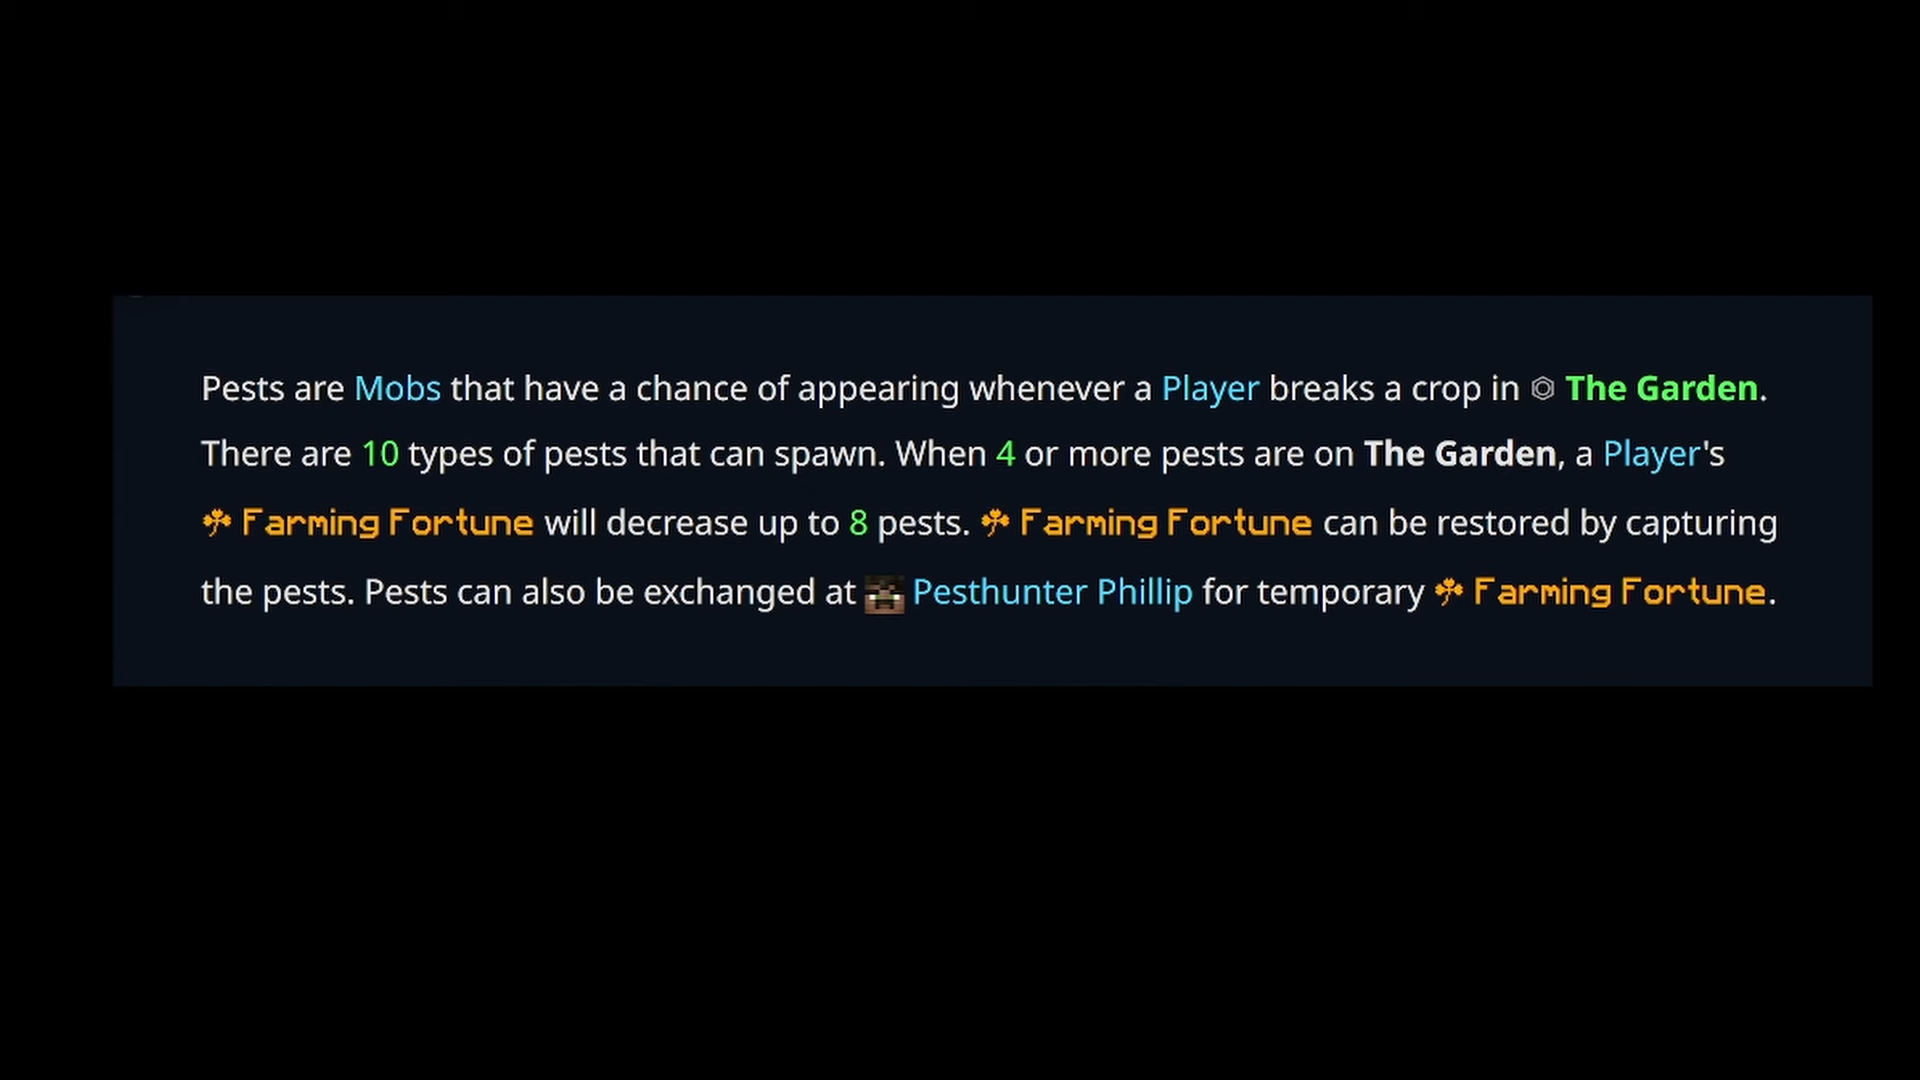 Pests are Mobs that have a chance of appearing whenever a Player breaks a crop in ⏣ The Garden.
There are 10 types of pests that can spawn. When 4 or more pests are on The Garden, a Player's
☘ Farming Fortune will decrease up to 8 pests. ☘ Farming Fortune can be restored by capturing
the pests. Pests can also be exchanged at Pesthunter Phillip for temporary ☘ Farming Fortune.